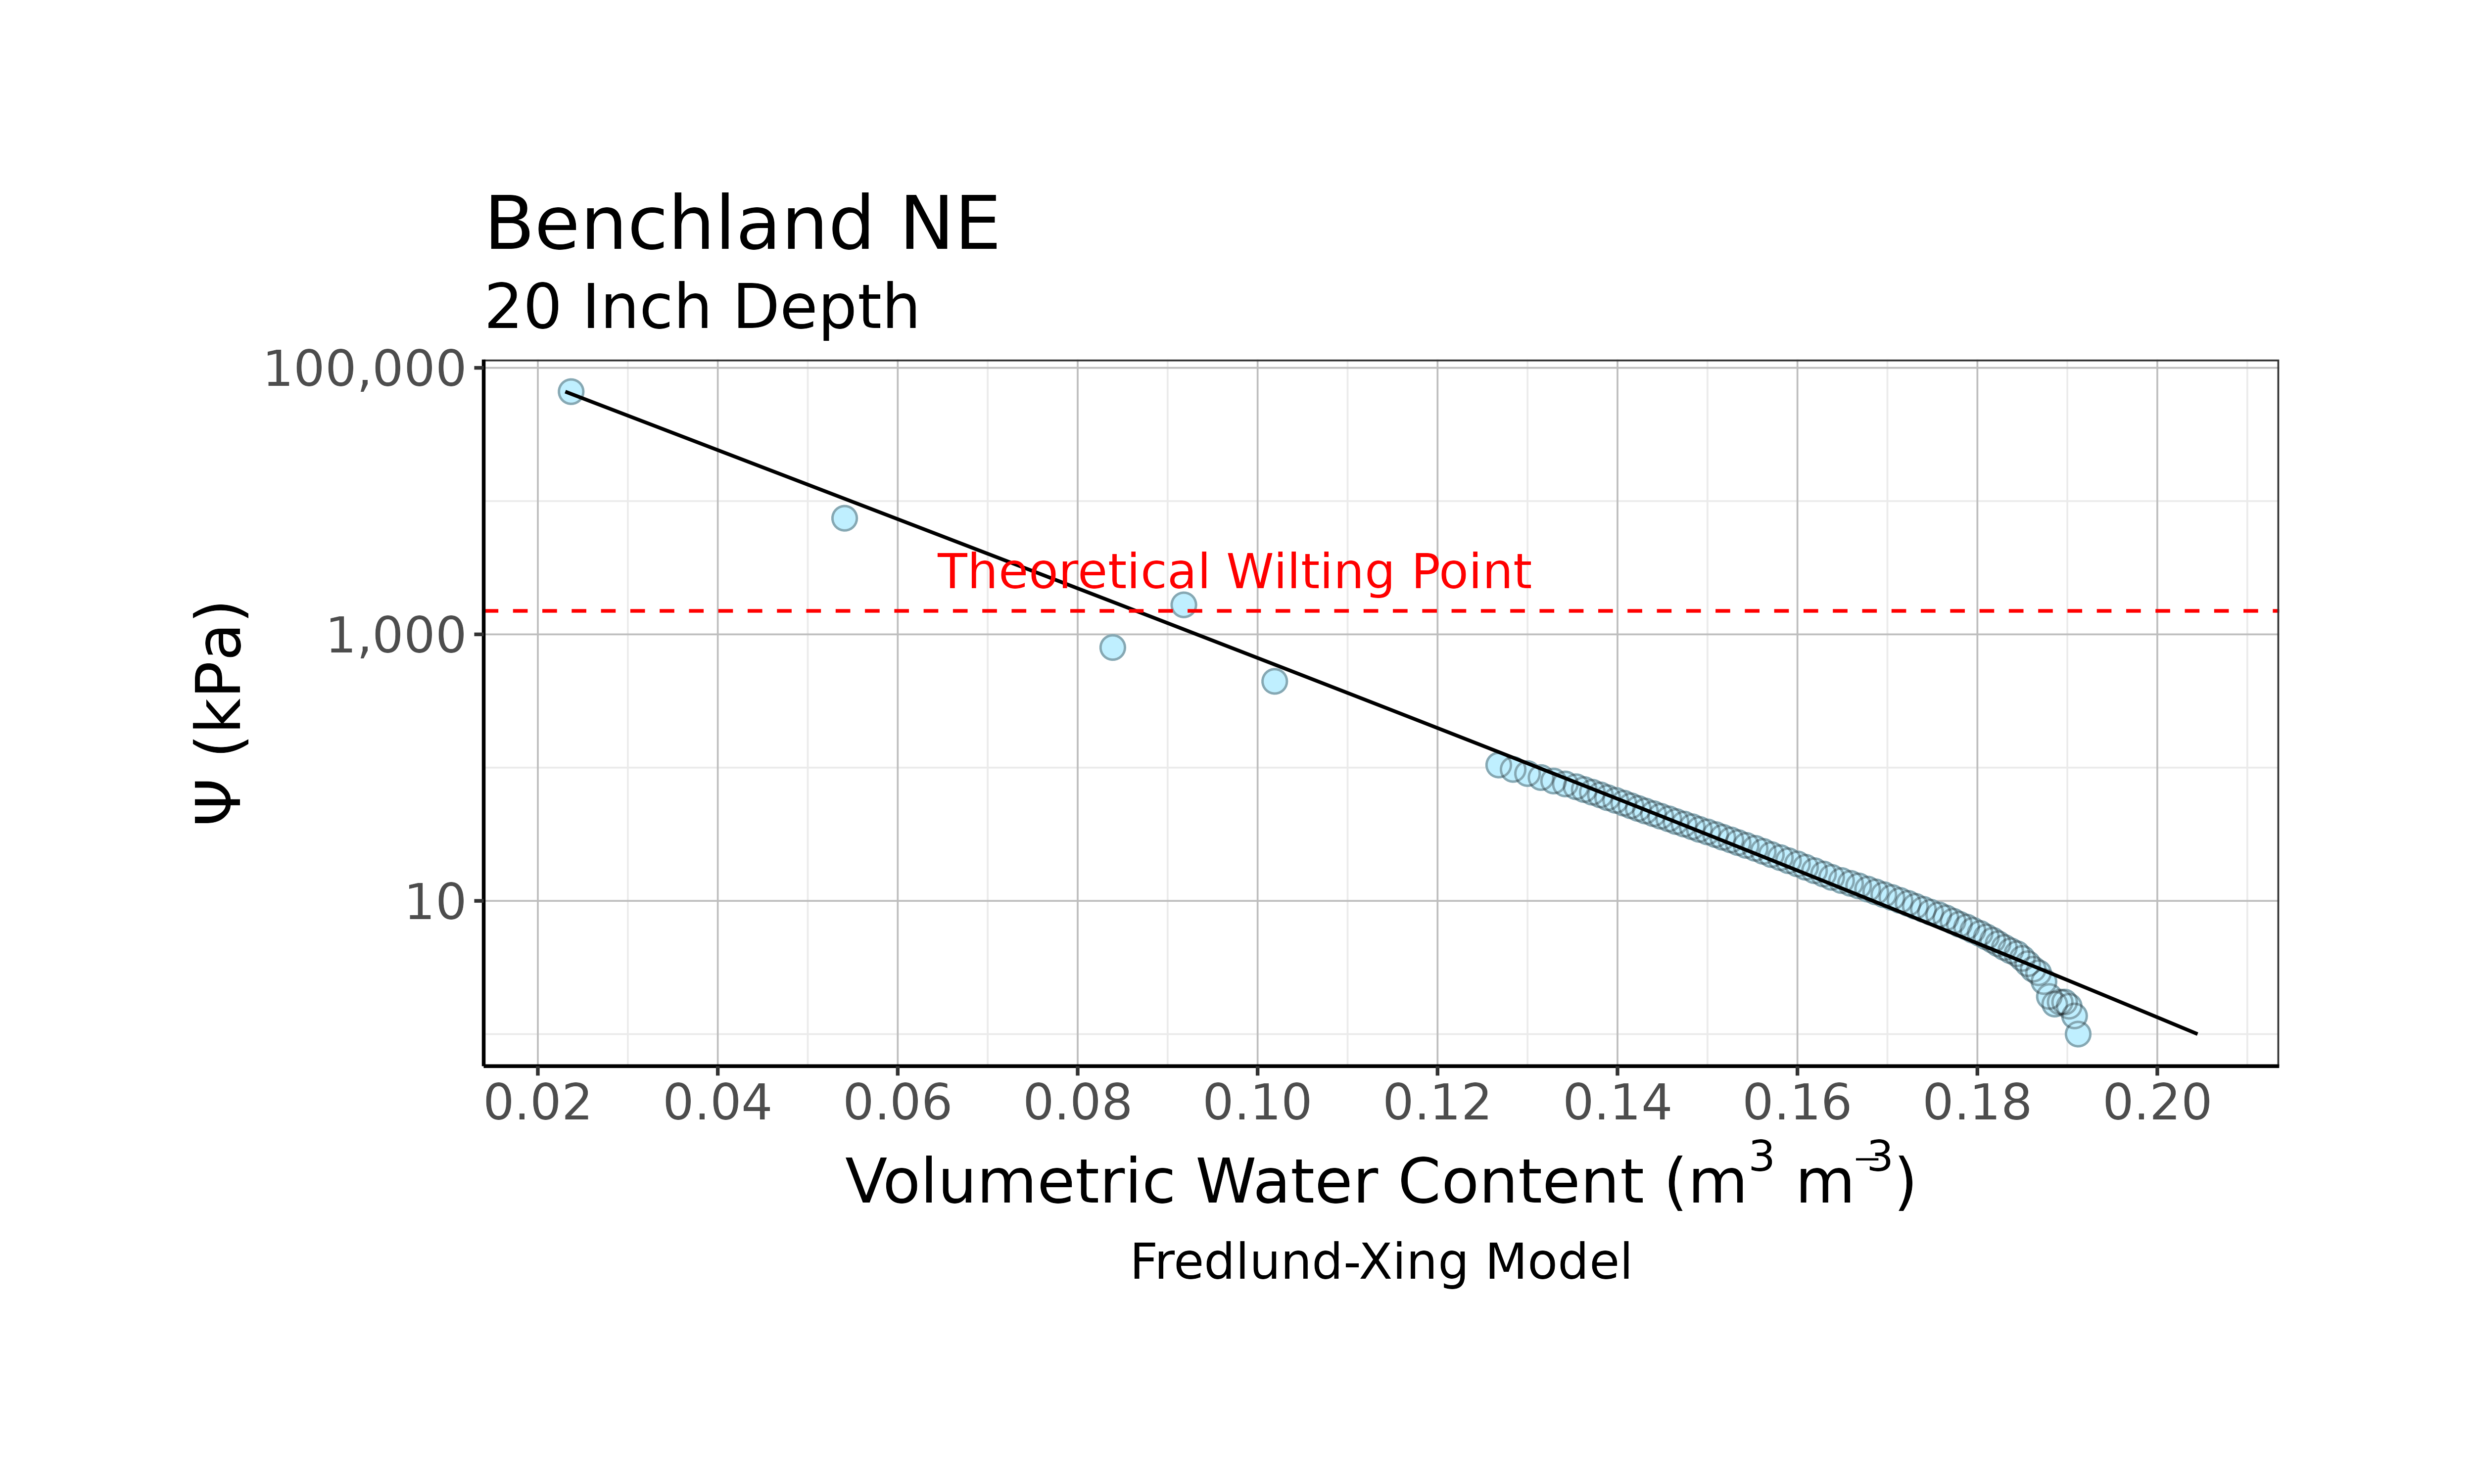 Benchland NE
20 Inch Depth
100,000
1,000
10
Ψ (kPa)
Theoretical Wilting Point
0.02 0.04 0.06 0.08 0.10 0.12 0.14 0.16 0.18 0.20
Volumetric Water Content (m³ m⁻³)
Fredlund-Xing Model